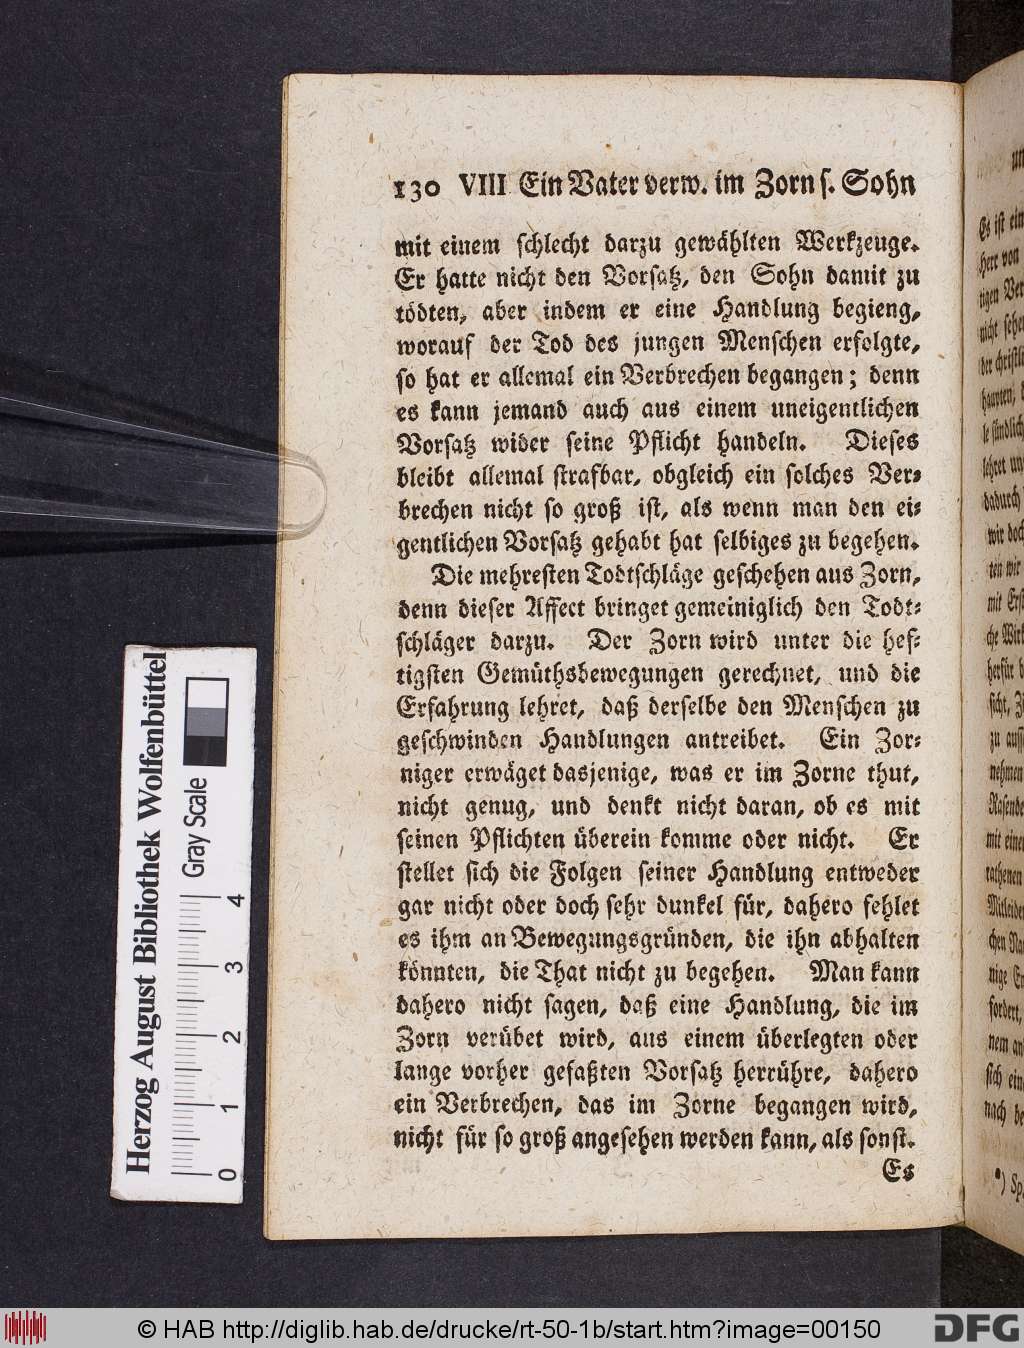 130 VIII Ein Vater verw. im Zorn s. Sohn
mit einem schlecht darzu gewählten Werkzeuge.
Er hatte nicht den Vorsatz, den Sohn damit zu
tödten, aber indem er eine Handlung begieng,
worauf der Tod des jungen Menschen erfolgte,
so hat er allemal ein Verbrechen begangen; denn
es kann jemand auch aus einem uneigentlichen
Vorsatz wider seine Pflicht handeln. Dieses
bleibt allemal strafbar, obgleich ein solches Ver-
brechen nicht so groß ist, als wenn man den ei-
gentlichen Vorsatz gehabt hat selbiges zu begehen.
Die mehresten Todtschläge geschehen aus Zorn,
denn dieser Affect bringet gemeiniglich den Todt-
schläger darzu. Der Zorn wird unter die hef-
tigsten Gemüthsbewegungen gerechnet, und die
Erfahrung lehret, daß derselbe den Menschen zu
geschwinden Handlungen antreibet. Ein Zor-
niger erwäget dasjenige, was er im Zorne thut,
nicht genug, und denkt nicht daran, ob es mit
seinen Pflichten überein komme oder nicht. Er
stellet sich die Folgen seiner Handlung entweder
gar nicht oder doch sehr dunkel für, dahero fehlet
es ihm an Bewegungsgründen, die ihn abhalten
könnten, die That nicht zu begehen. Man kann
dahero nicht sagen, daß eine Handlung, die im
Zorn verübet wird, aus einem überlegten oder
lange vorher gefaßten Vorsatz herrühre, dahero
ein Verbrechen, das im Zorne begangen wird,
nicht für so groß angesehen werden kann, als sonst.
Es
Es ist
Herr von
nicht
wir doch
mit
zu
nehmen
mit
nach
Herzog August Bibliothek Wolfenbüttel
Gray Scale
0 1 2 3 4
© HAB http://diglib.hab.de/drucke/rt-50-1b/start.htm?image=00150
DFG